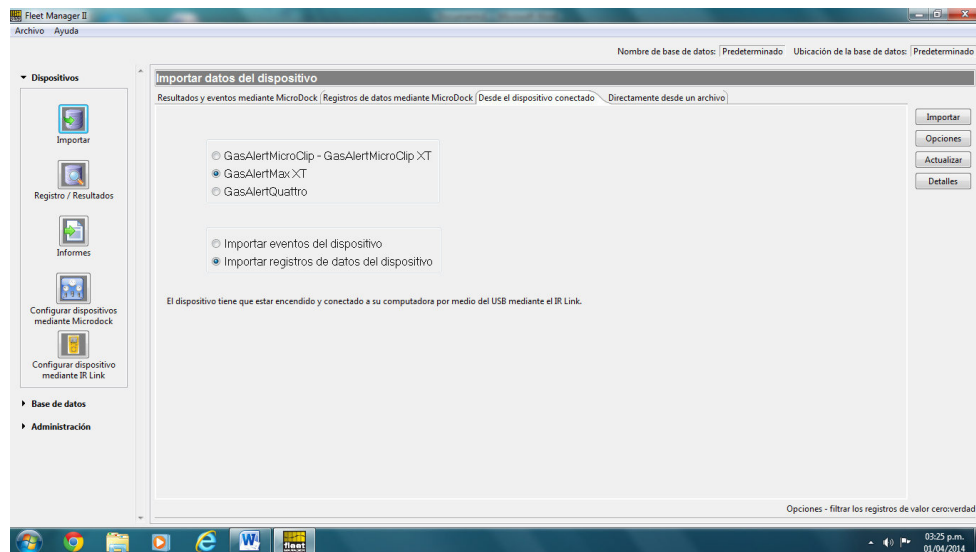 Fleet Manager II
Archivo Ayuda
Nombre de base de datos: Predeterminado Ubicación de la base de datos: Predeterminado
Dispositivos
Importar datos del dispositivo
Resultados y eventos mediante MicroDock Registros de datos mediante MicroDock Desde el dispositivo conectado Directamente desde un archivo
Importar
Registro / Resultados
Informes
Configurar dispositivos
mediante Microdock
Configurar dispositivo
mediante IR Link
Base de datos
Administración
GasAlertMicroClip - GasAlertMicroClip XT
GasAlertMax XT
GasAlertQuattro
Importar eventos del dispositivo
Importar registros de datos del dispositivo
El dispositivo tiene que estar encendido y conectado a su computadora por medio del USB mediante el IR Link.
Importar
Opciones
Actualizar
Detalles
Opciones - filtrar los registros de valor cero:verdad
W
fleet
03:25 p.m.
01/04/2014